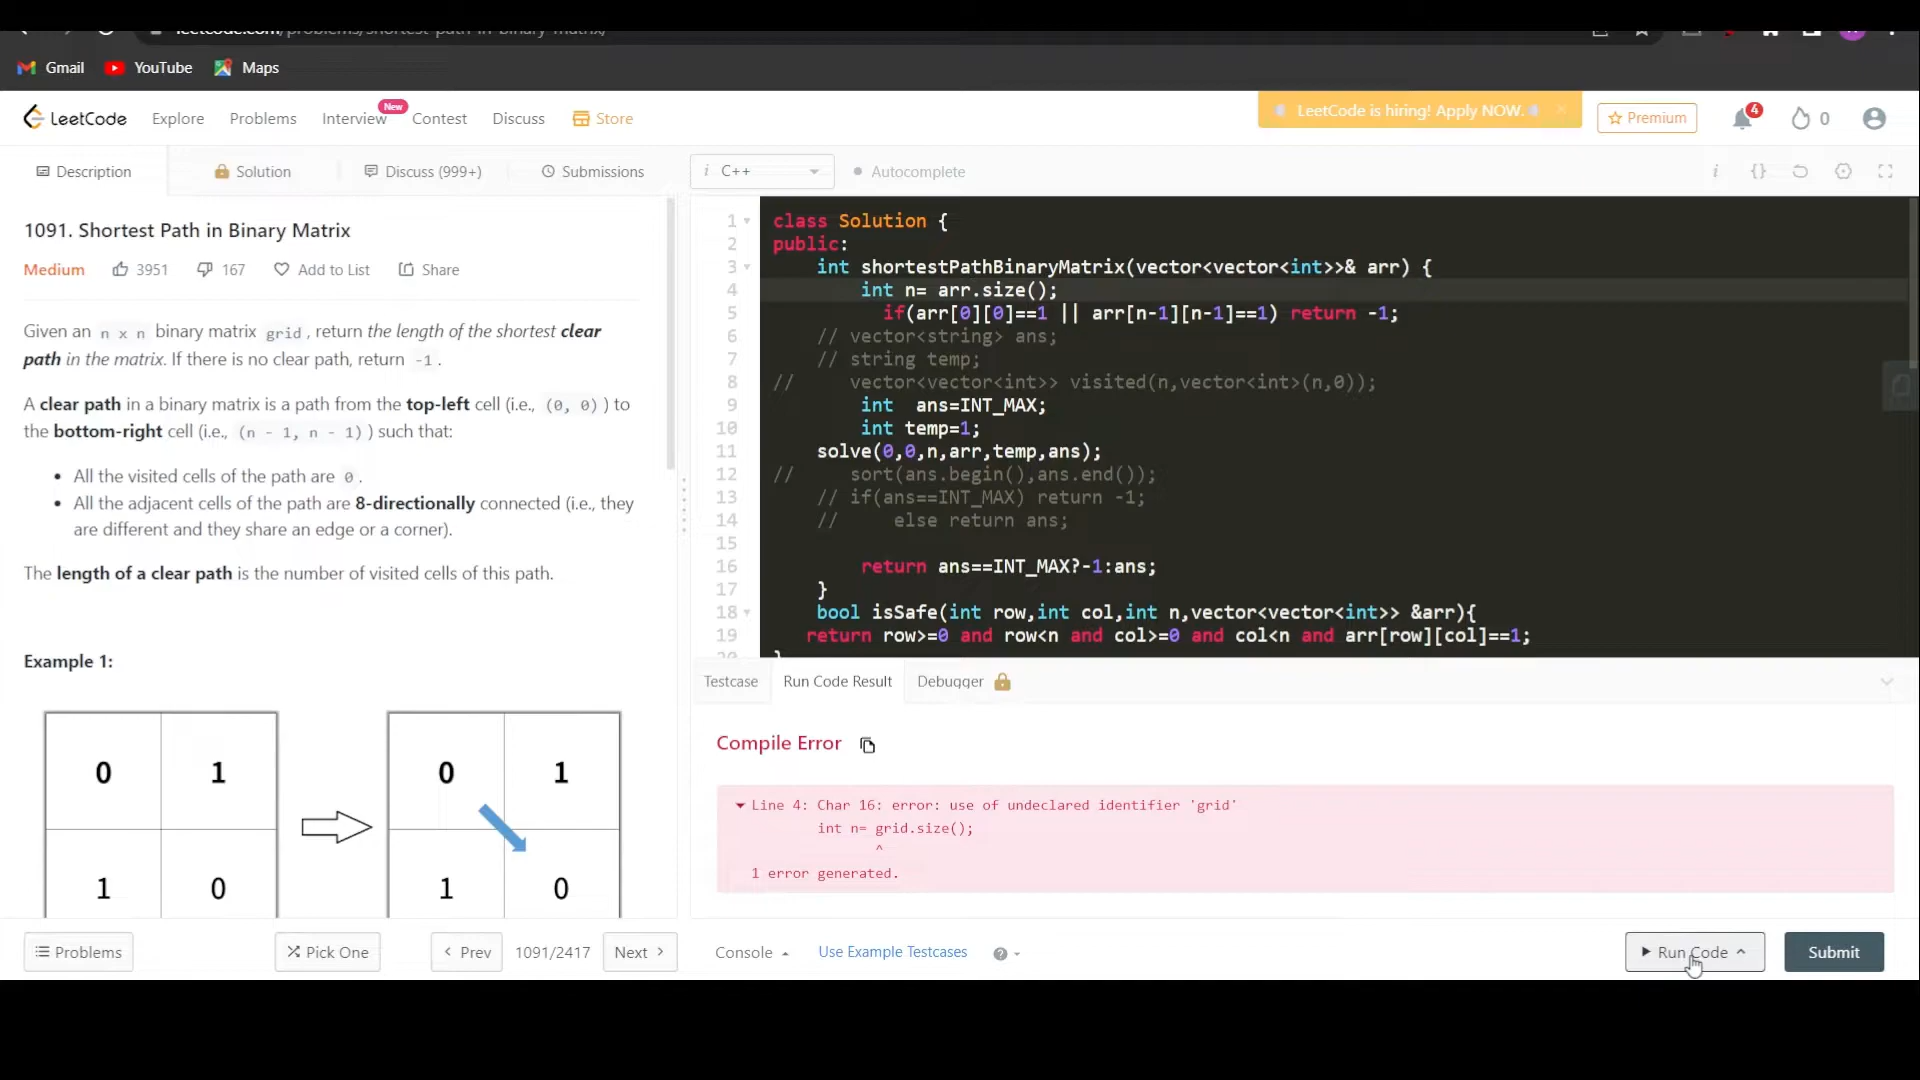 leetcode.com/problems/shortest-path-in-binary-matrix/
Gmail YouTube Maps
LeetCode Explore Problems Interview New Contest Discuss Store LeetCode is hiring! Apply NOW. Premium 4 0
Description Solution Discuss (999+) Submissions i C++ Autocomplete i {}
1091. Shortest Path in Binary Matrix
Medium 3951 167 Add to List Share
Given an n x n binary matrix grid, return the length of the shortest clear
path in the matrix. If there is no clear path, return -1.
A clear path in a binary matrix is a path from the top-left cell (i.e., (0, 0)) to
the bottom-right cell (i.e., (n - 1, n - 1)) such that:
• All the visited cells of the path are 0.
• All the adjacent cells of the path are 8-directionally connected (i.e., they
are different and they share an edge or a corner).
The length of a clear path is the number of visited cells of this path.
Example 1:
0 1 0 1
1 0 1 0
1 class Solution {
2 public:
3 int shortestPathBinaryMatrix(vector<vector<int>>& arr) {
4 int n= arr.size();
5 if(arr[0][0]==1 || arr[n-1][n-1]==1) return -1;
6 // vector<string> ans;
7 // string temp;
8 // vector<vector<int>> visited(n,vector<int>(n,0));
9 int  ans=INT_MAX;
10 int temp=1;
11 solve(0,0,n,arr,temp,ans);
12 // sort(ans.begin(),ans.end());
13 // if(ans==INT_MAX) return -1;
14 // else return ans;
15
16 return ans==INT_MAX?-1:ans;
17 }
18 bool isSafe(int row,int col,int n,vector<vector<int>> &arr){
19 return row>=0 and row<n and col>=0 and col<n and arr[row][col]==1;
20 }
Testcase Run Code Result Debugger
Compile Error
Line 4: Char 16: error: use of undeclared identifier 'grid'
int n= grid.size();
^
1 error generated.
Problems Pick One Prev 1091/2417 Next Console Use Example Testcases ? Run Code Submit